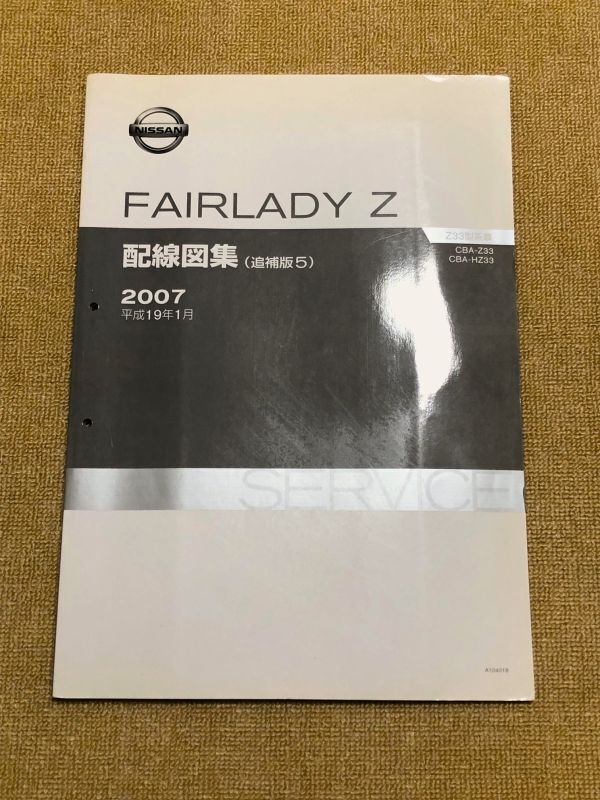 NISSAN
FAIRLADY Z
Z33型系車
CBA-Z33
CBA-HZ33
配線図集(追補版5)
2007
平成19年1月
SERVICE
A104018